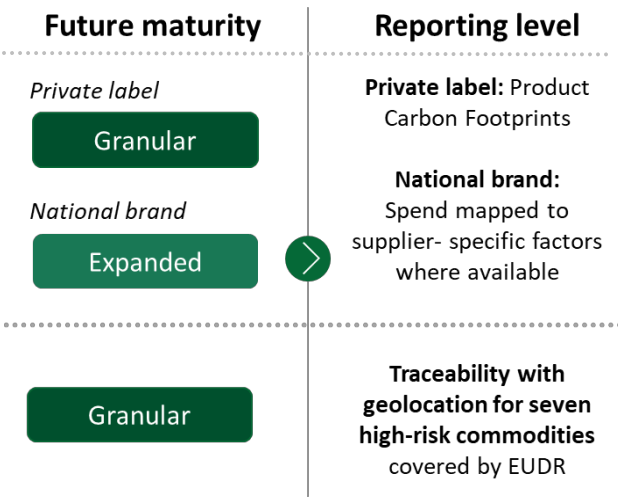 Future maturity
Reporting level
Private label
Granular
National brand
Expanded
Private label: Product
Carbon Footprints
National brand:
Spend mapped to
supplier- specific factors
where available
Granular
Traceability with
geolocation for seven
high-risk commodities
covered by EUDR